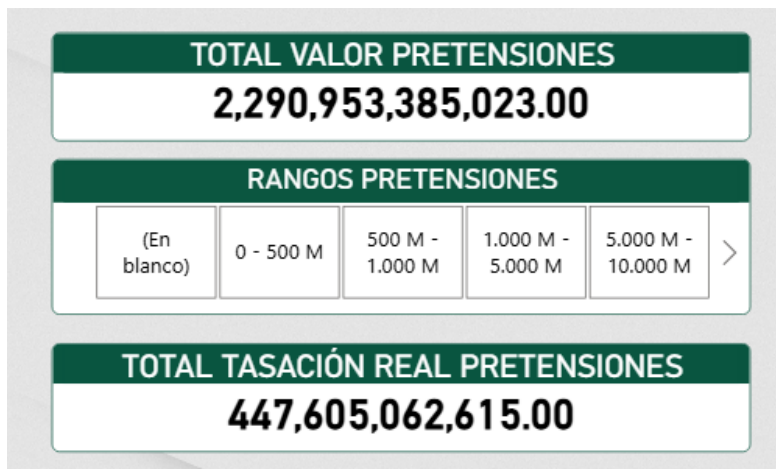 TOTAL VALOR PRETENSIONES
2,290,953,385,023.00
RANGOS PRETENSIONES
(En
blanco)
0 - 500 M
500 M -
1.000 M
1.000 M -
5.000 M
5.000 M -
10.000 M
TOTAL TASACIÓN REAL PRETENSIONES
447,605,062,615.00